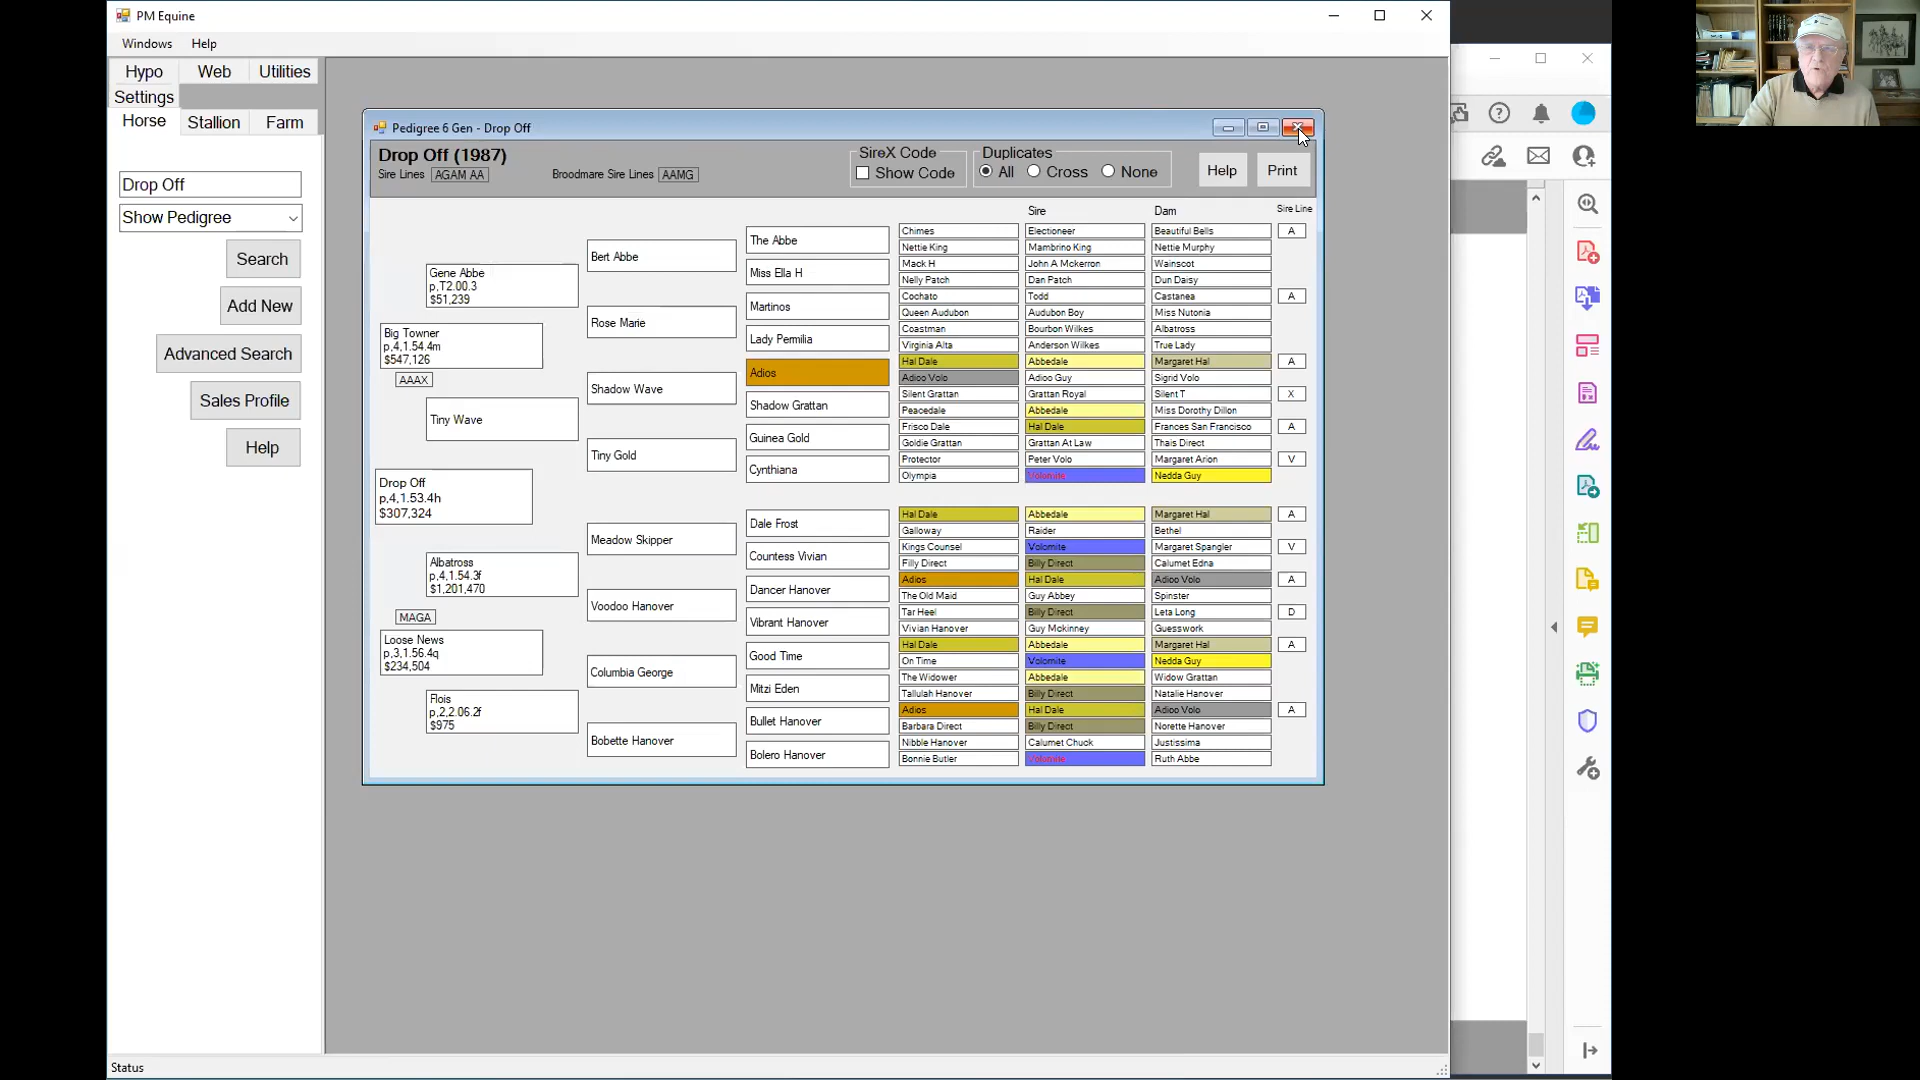 PM Equine
Windows Help
Hypo Web Utilities
Settings
Horse Stallion Farm
Drop Off
Show Pedigree
Search
Add New
Advanced Search
Sales Profile
Help
Status
Pedigree 6 Gen - Drop Off
Drop Off (1987)
Sire Lines AGAM AA Broodmare Sire Lines AAMG
SireX Code
Show Code
Duplicates
All Cross None
Help Print
Drop Off
p,4,1.53.4h
$307,324
Big Towner
p,4,1.54.4m
$547,126
AAAX
MAGA
Loose News
p,3,1.56.4q
$234,504
Gene Abbe
p,T2.00.3
$51,239
Tiny Wave
Albatross
p,4,1.54.3f
$1,201,470
Flois
p,2,2.06.2f
$975
Bert Abbe
Rose Marie
Shadow Wave
Tiny Gold
Meadow Skipper
Voodoo Hanover
Columbia George
Bobette Hanover
The Abbe
Miss Ella H
Martinos
Lady Permilia
Adios
Shadow Grattan
Guinea Gold
Cynthiana
Dale Frost
Countess Vivian
Dancer Hanover
Vibrant Hanover
Good Time
Mitzi Eden
Bullet Hanover
Bolero Hanover
Sire Dam Sire Line
Chimes Electioneer Beautiful Bells A
Nettie King Mambrino King Nettie Murphy
Mack H John A Mckerron Wainscot
Nelly Patch Dan Patch Dun Daisy
Cochato Todd Castanea A
Queen Audubon Audubon Boy Miss Nutonia
Coastman Bourbon Wilkes Albatross
Virginia Alta Anderson Wilkes True Lady
Hal Dale Abbedale Margaret Hal A
Adioo Volo Adioo Guy Sigrid Volo
Silent Grattan Grattan Royal Silent T X
Peacedale Abbedale Miss Dorothy Dillon
Frisco Dale Hal Dale Frances San Francisco A
Goldie Grattan Grattan At Law Thais Direct
Protector Peter Volo Margaret Arion V
Olympia Volomite Nedda Guy
Hal Dale Abbedale Margaret Hal A
Galloway Raider Bethel
Kings Counsel Volomite Margaret Spangler V
Filly Direct Billy Direct Calumet Edna
Adios Hal Dale Adioo Volo A
The Old Maid Guy Abbey Spinster
Tar Heel Billy Direct Leta Long D
Vivian Hanover Guy Mckinney Guesswork
Hal Dale Abbedale Margaret Hal A
On Time Volomite Nedda Guy
The Widower Abbedale Widow Grattan
Tallulah Hanover Billy Direct Natalie Hanover
Adios Hal Dale Adioo Volo A
Barbara Direct Billy Direct Norette Hanover
Nibble Hanover Calumet Chuck Justissima
Bonnie Butler Volomite Ruth Abbe